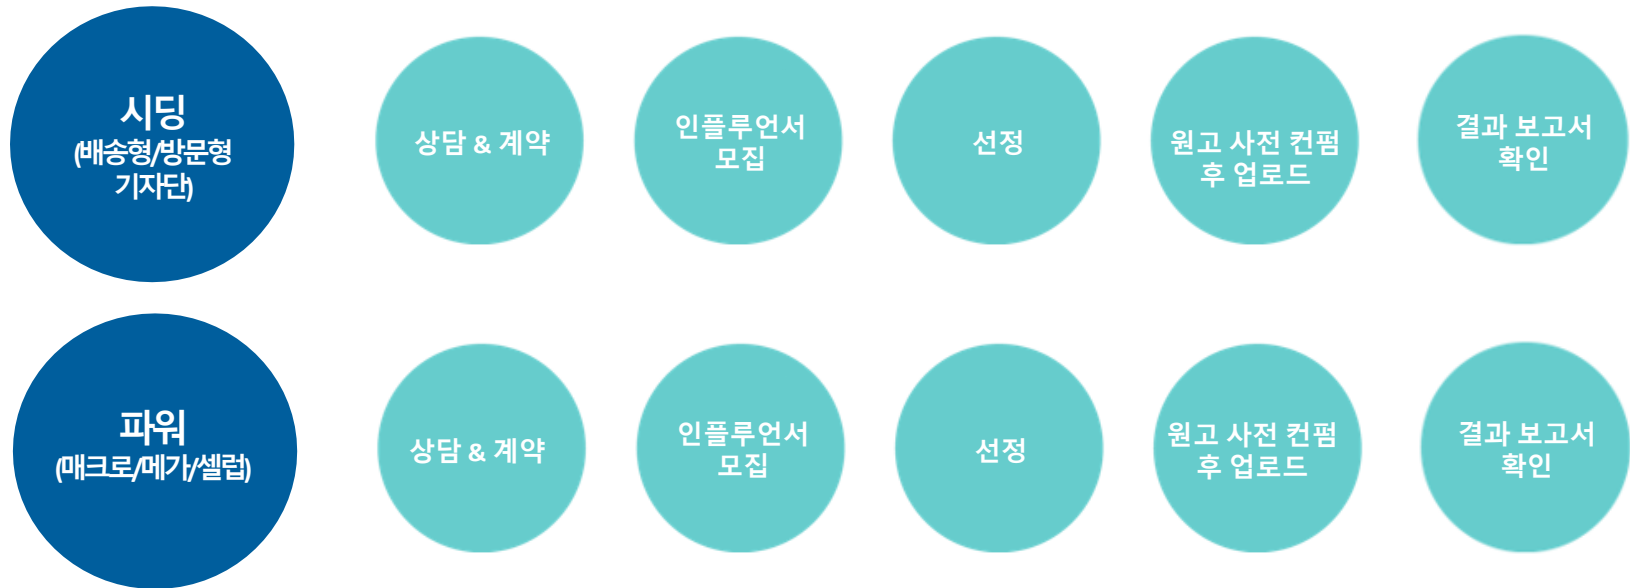 시딩
(배송형/방문형
기자단)
상담 & 계약
인플루언서
모집
선정
원고 사전 컨펌
후 업로드
결과 보고서
확인
파워
(매크로/메가/셀럽)
상담 & 계약
인플루언서
모집
선정
원고 사전 컨펌
후 업로드
결과 보고서
확인